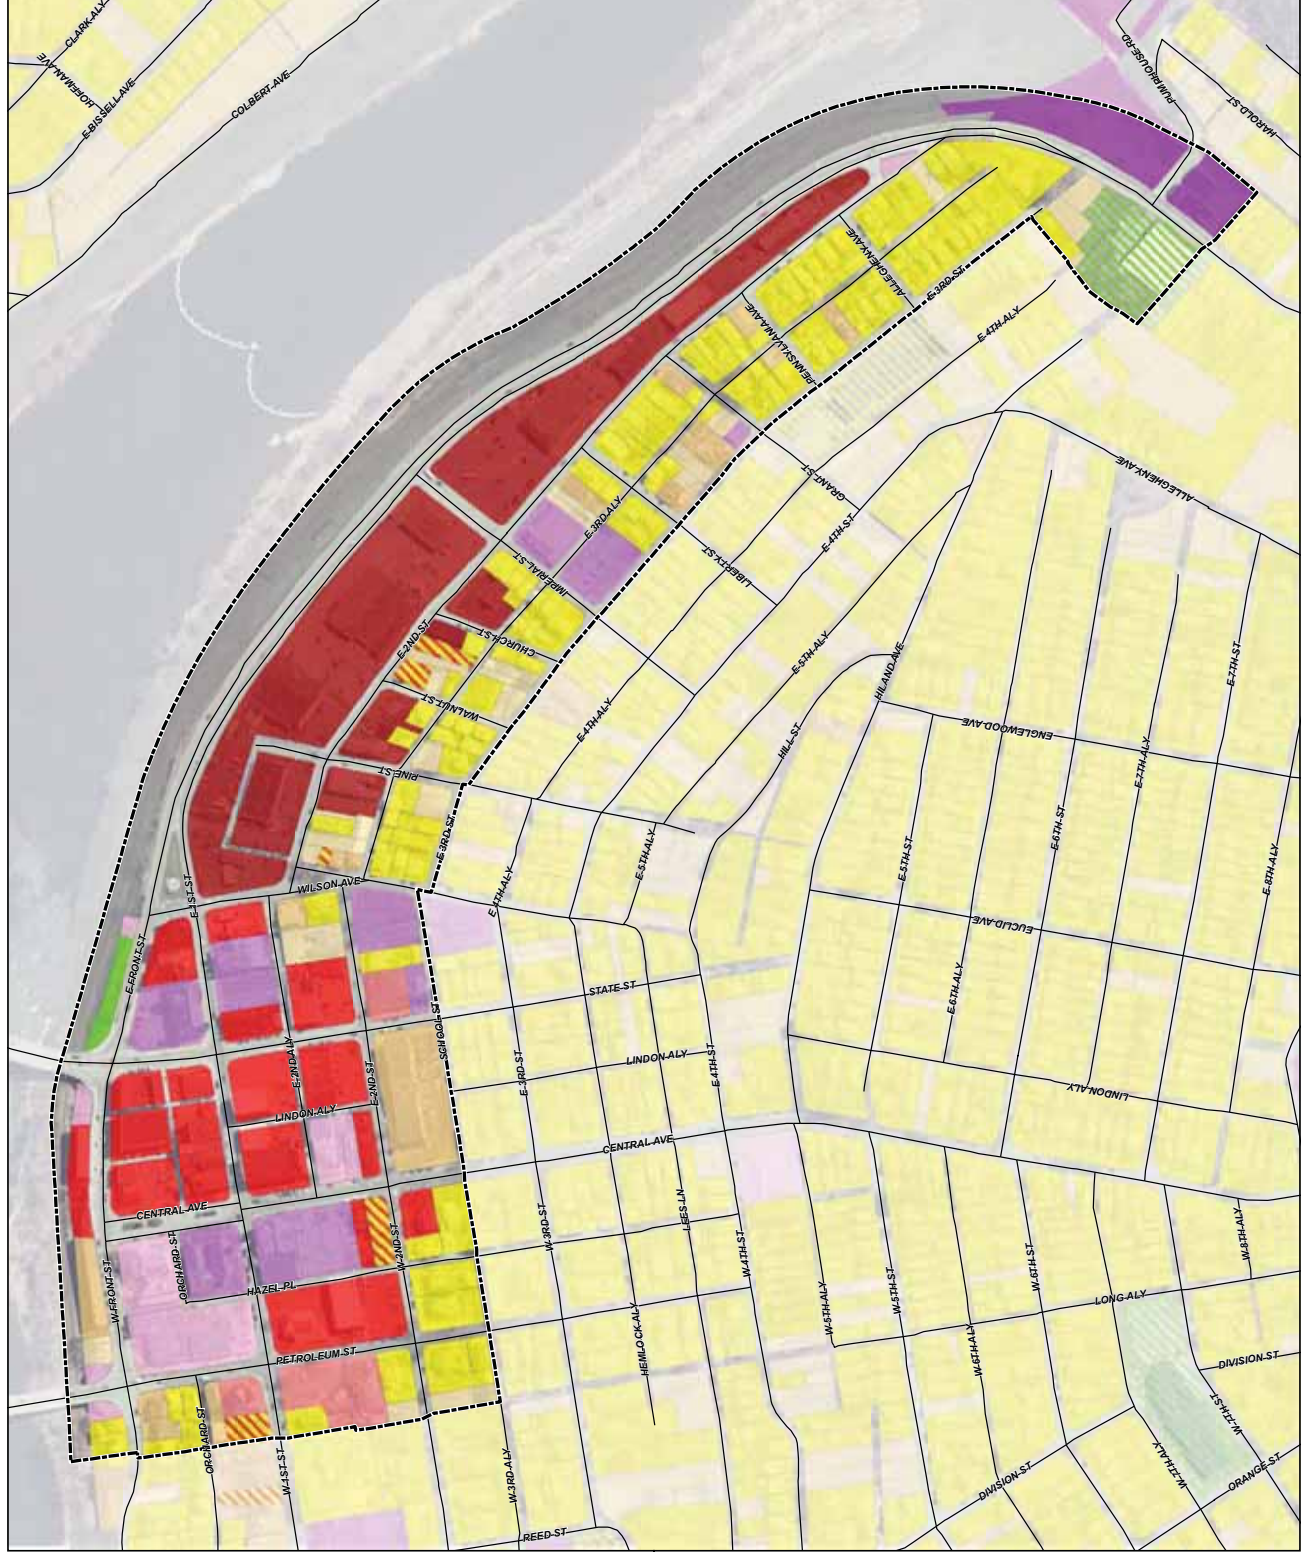 CLARK ALY
HOFFMAN AVE
E BISSELL AVE
COLBERT AVE
PUMPHOUSE RD
HAROLD ST
ALLEGHENY AVE
ALLEGHENY AVE
E 3RD ST
E 4TH ALY
PENNSYLVANIA AVE
PENNSYLVANIA AVE
GRANT ST
ALLEGHENY AVE
E 3RD ALY
E 4TH ST
IMPERIAL ST
LIBERTY ST
E 2ND ST
CHURCH ST
E 5TH ALY
HILAND AVE
E 7TH ST
WALNUT ST
E 4TH ALY
HILL ST
ENGLEWOOD AVE
E 7TH ALY
PINE ST
E 3RD ST
E 5TH ALY
E 5TH ST
E 6TH ST
E 8TH ALY
WILSON AVE
E 1ST ST
E 4TH ALY
EUCLID AVE
E FRONT ST
STATE ST
E 6TH ALY
SCHOOL ST
E 2ND ALY
E 2ND ST
E 3RD ST
LINDON ALY
E 4TH ST
LINDON ALY
LINDON ALY
CENTRAL AVE
CENTRAL AVE
LEES LN
W 3RD ST
W 4TH ST
W 8TH ALY
ORCHARD ST
W 2ND ST
W FRONT ST
HAZEL PL
W 5TH ALY
W 5TH ST
W 6TH ST
LONG ALY
HEMLOCK ALY
PETROLEUM ST
W 6TH ALY
DIVISION ST
W 7TH ST
ORCHARD ST
W 1ST ST
W 3RD ALY
DIVISION ST
W 7TH ALY
ORANGE ST
REED ST